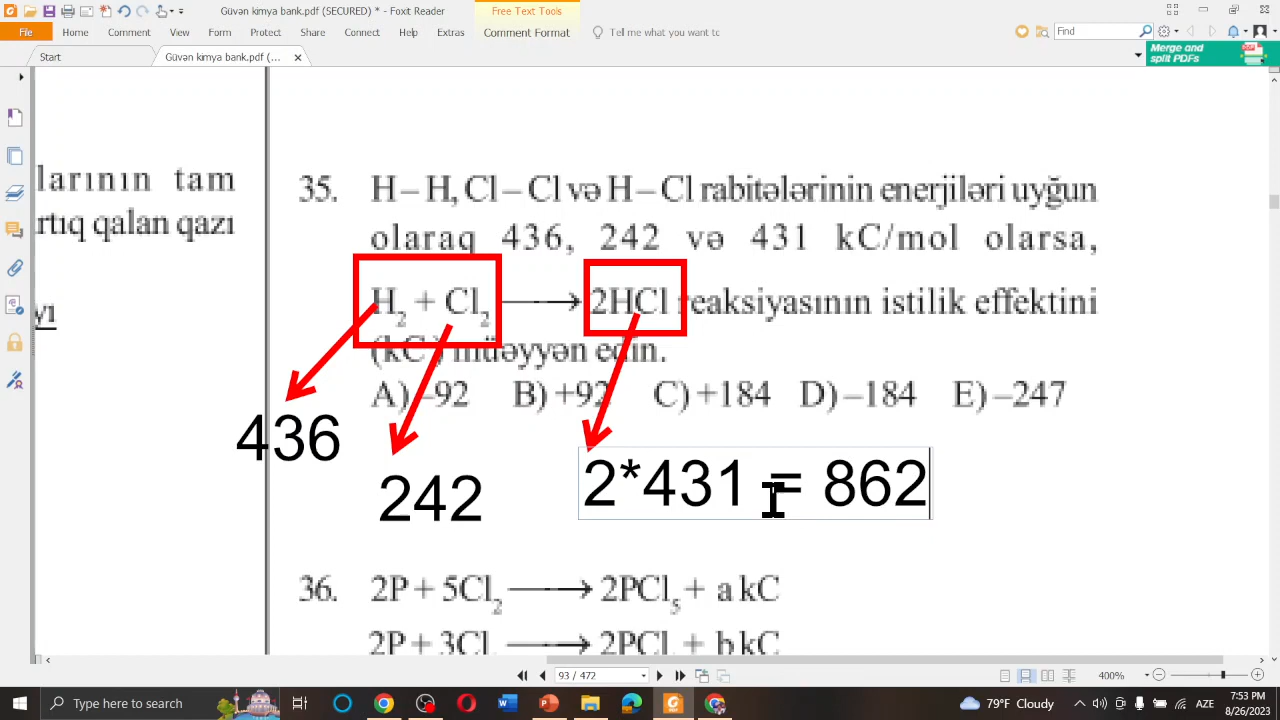 Güvən kimya bank.pdf (SECURED) * - Foxit Reader
Free Text Tools
File Home Comment View Form Protect Share Connect Help Extras Comment Format Tell me what you want to Find
Start Güvən kimya bank.pdf (...
Merge and
split PDFs
larının tam
rtıq qalan qazı
yı
35. H – H, Cl – Cl və H – Cl rabitələrinin enerjiləri uyğun
olaraq 436, 242 və 431 kC/mol olarsa,
H2 + Cl2 ⟶ 2HCl reaksiyasının istilik effektini
(kC) müəyyən edin.
A) –92 B) +92 C) +184 D) –184 E) –247
436
242
2*431 = 862
36. 2P + 5Cl2 ⟶ 2PCl5 + a kC
2P + 3Cl ⟶ 2PCl + b kC
93 / 472
400%
Type here to search
79°F Cloudy
AZE
7:53 PM
8/26/2023